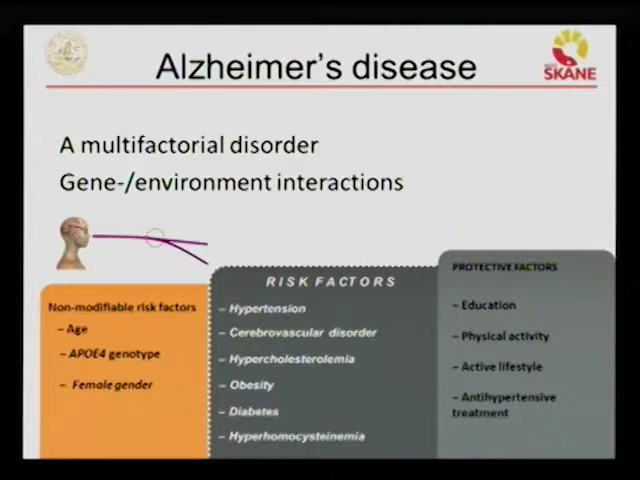 Alzheimer's disease
SKANE
A multifactorial disorder
Gene-/environment interactions
Non-modifiable risk factors
– Age
– APOE4 genotype
– Female gender
RISK FACTORS
– Hypertension
– Cerebrovascular disorder
– Hypercholesterolemia
– Obesity
– Diabetes
– Hyperhomocysteinemia
PROTECTIVE FACTORS
– Education
– Physical activity
– Active lifestyle
– Antihypertensive
treatment